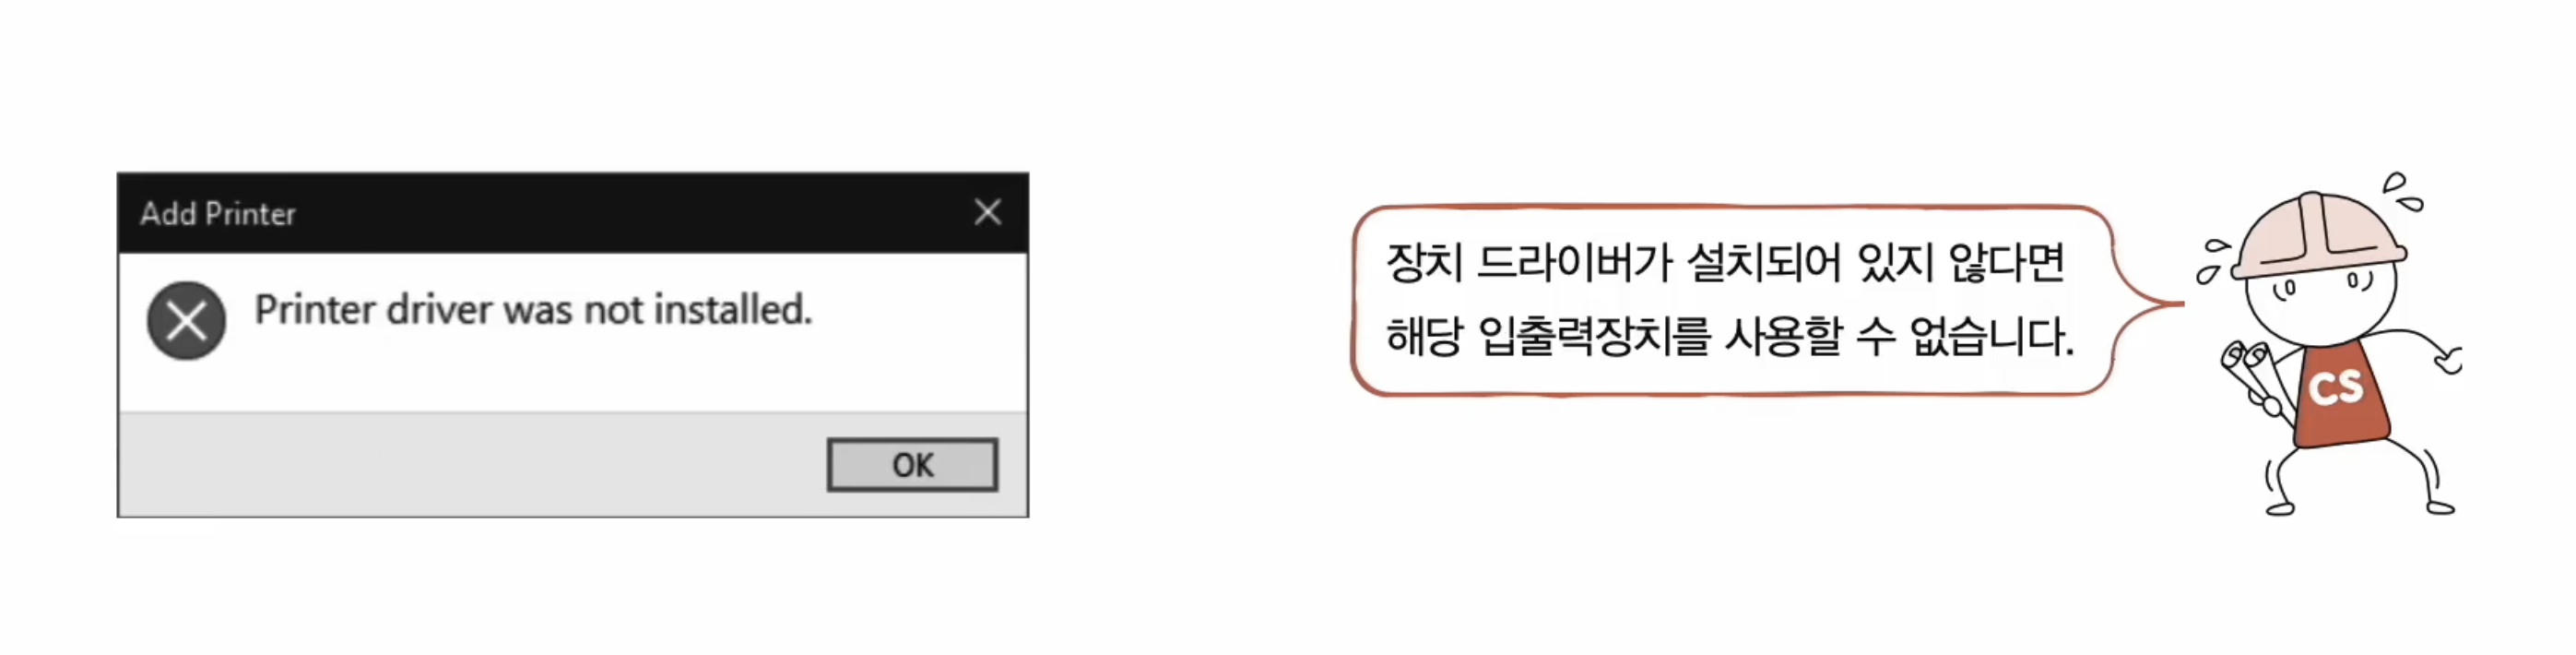 Add Printer
Printer driver was not installed.
OK
장치 드라이버가 설치되어 있지 않다면
해당 입출력장치를 사용할 수 없습니다.
CS